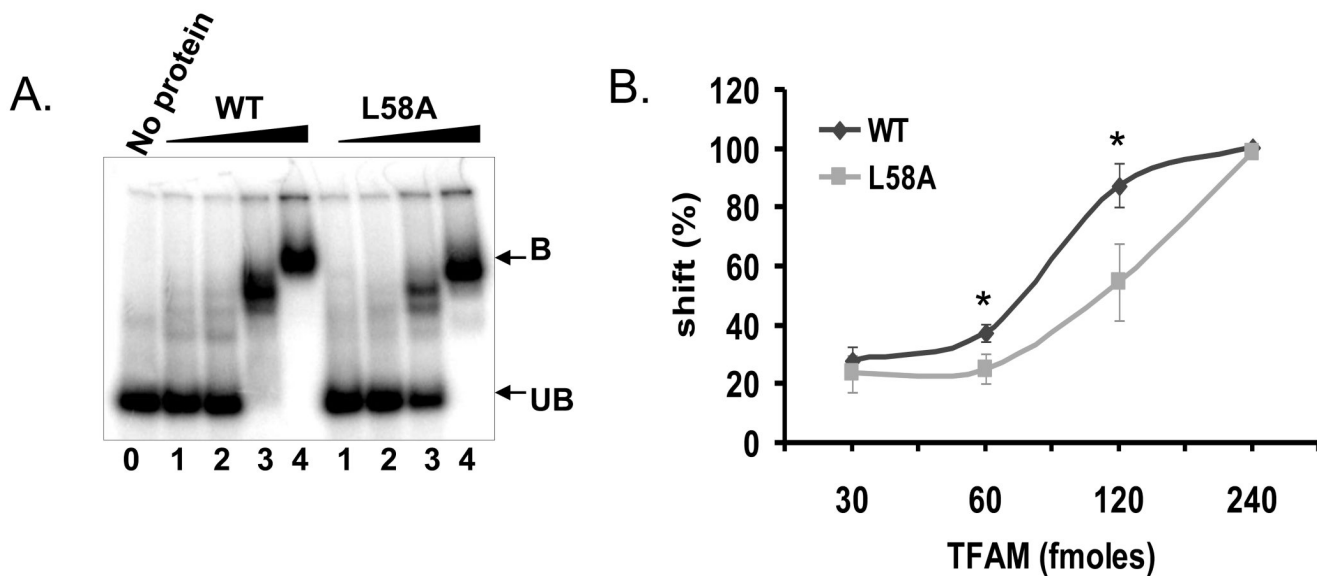 A.
No protein
WT
L58A
B
UB
0 1 2 3 4 1 2 3 4
B.
120
100
80
60
40
20
0
shift (%)
WT
L58A
*
*
30 60 120 240
TFAM (fmoles)